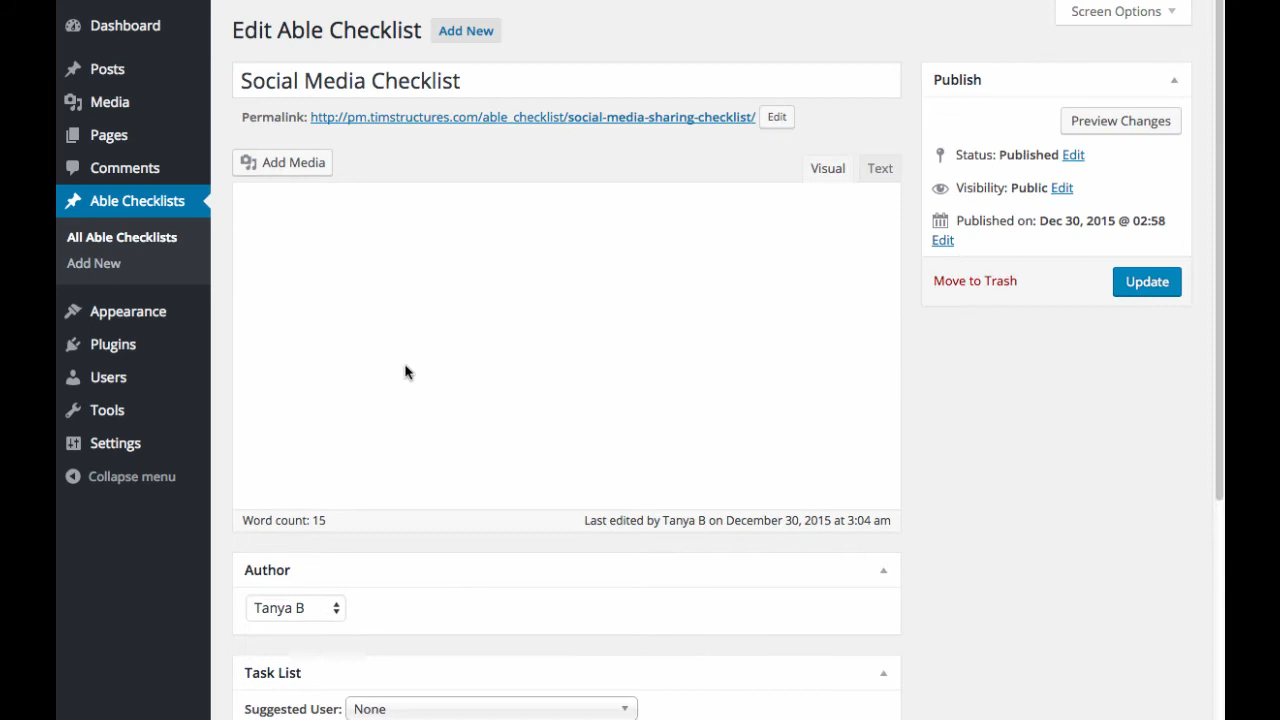 Dashboard
Posts
Media
Pages
Comments
Able Checklists
All Able Checklists
Add New
Appearance
Plugins
Users
Tools
Settings
Collapse menu
Screen Options
Edit Able Checklist Add New
Social Media Checklist
Permalink: http://pm.timstructures.com/able_checklist/social-media-sharing-checklist/ Edit
Add Media
Visual Text
Word count: 15 Last edited by Tanya B on December 30, 2015 at 3:04 am
Author
Tanya B
Task List
Suggested User: None
Publish
Preview Changes
Status: Published Edit
Visibility: Public Edit
Published on: Dec 30, 2015 @ 02:58
Edit
Move to Trash Update